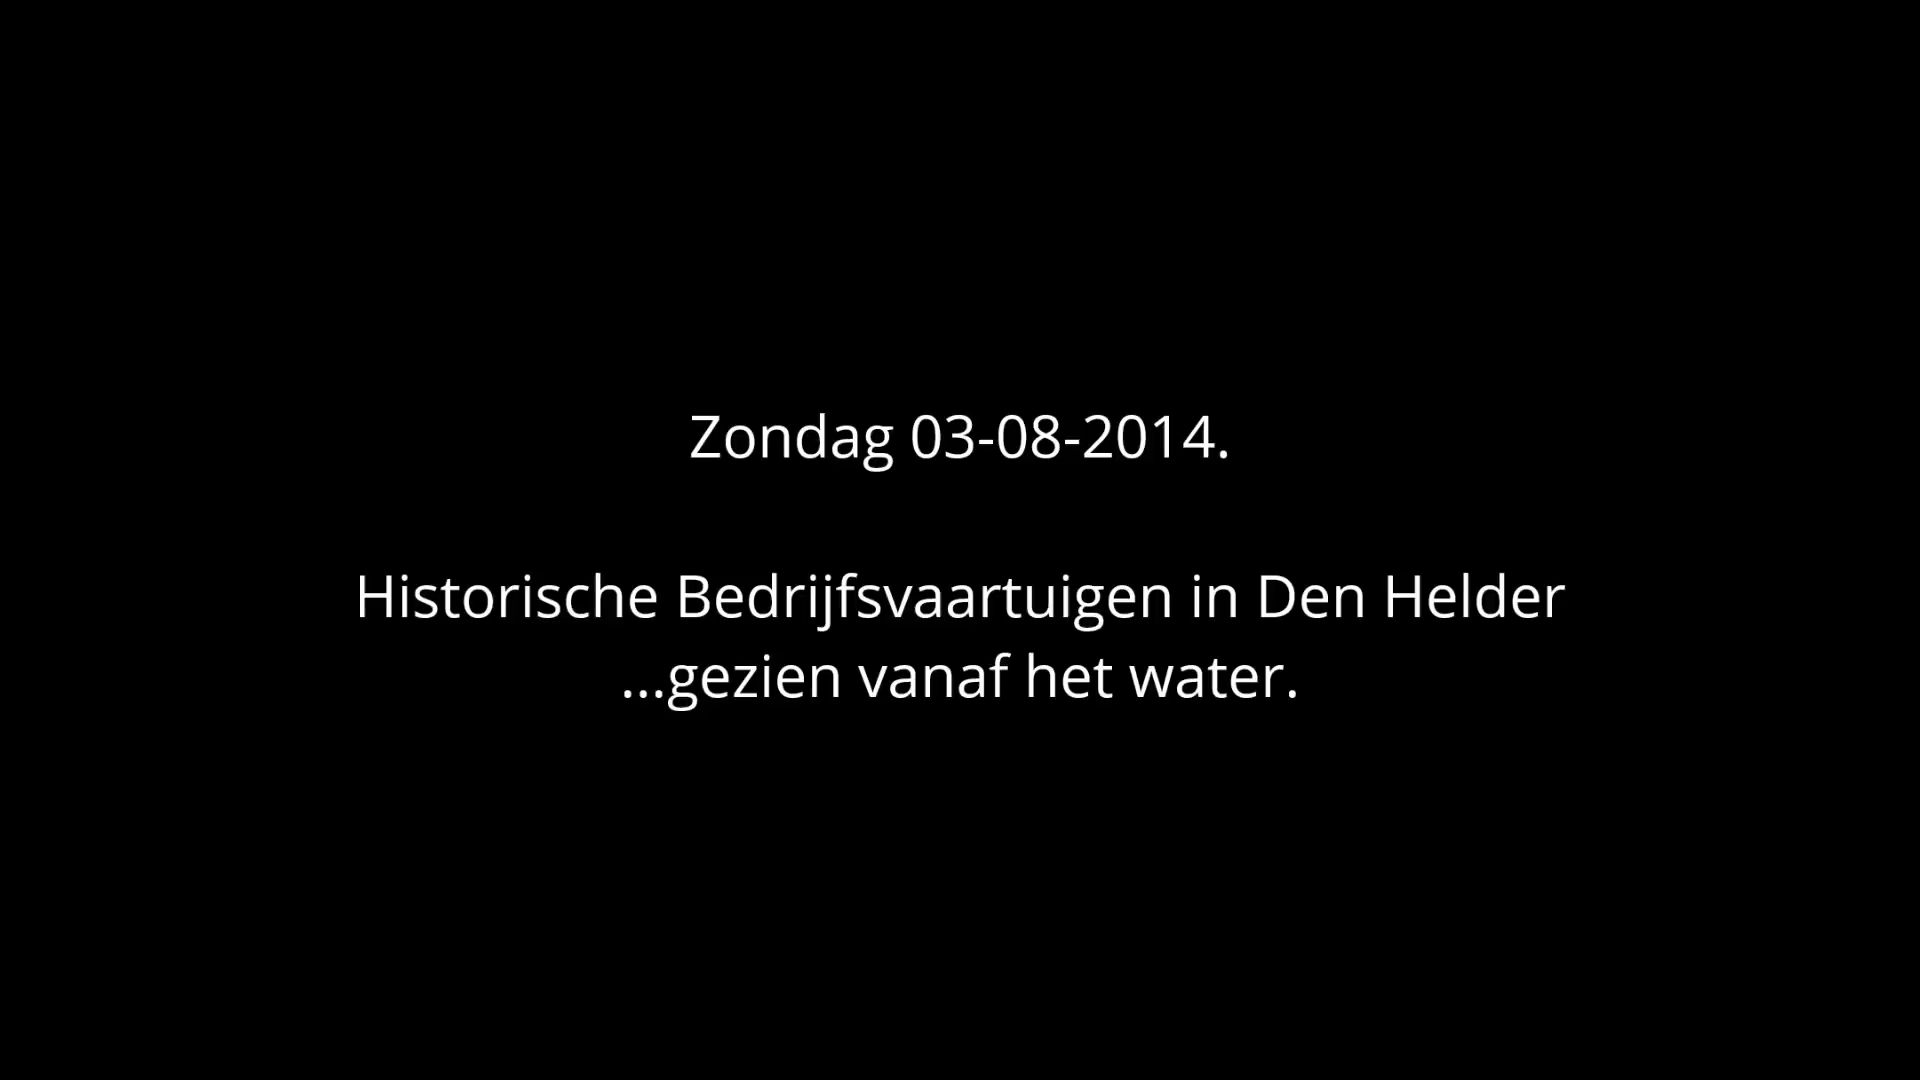 Zondag 03-08-2014.
Historische Bedrijfsvaartuigen in Den Helder
...gezien vanaf het water.